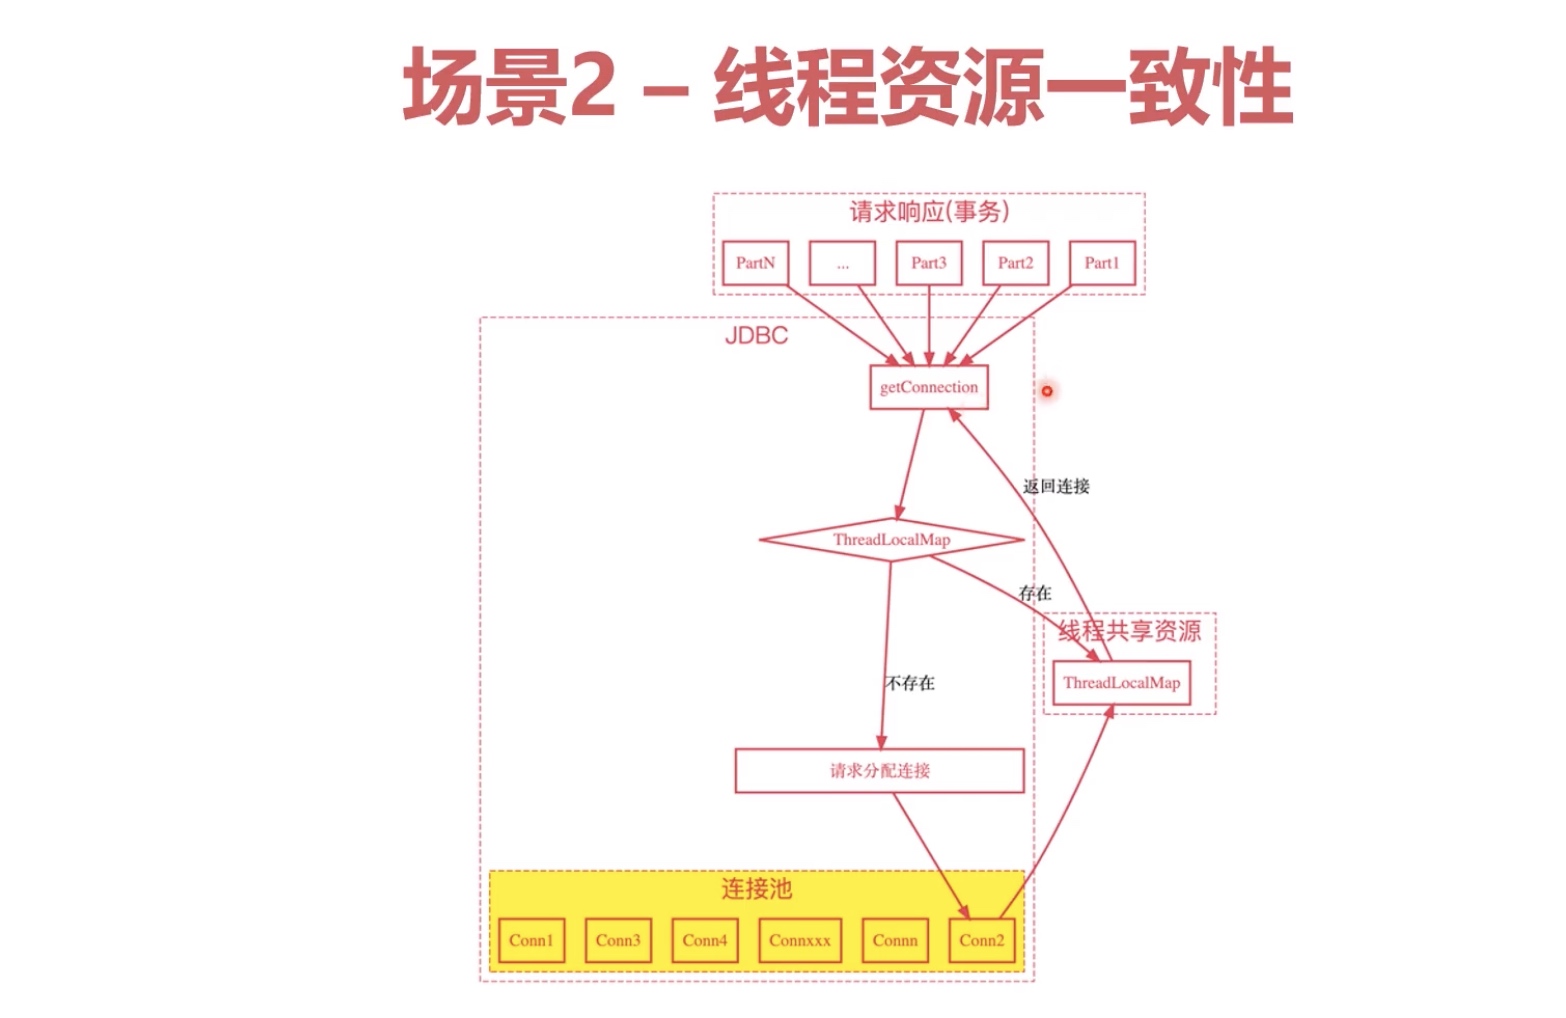 场景2 – 线程资源一致性
请求响应(事务)
PartN
...
Part3
Part2
Part1
JDBC
getConnection
返回连接
ThreadLocalMap
存在
线程共享资源
ThreadLocalMap
不存在
请求分配连接
连接池
Conn1
Conn3
Conn4
Connxxx
Connn
Conn2